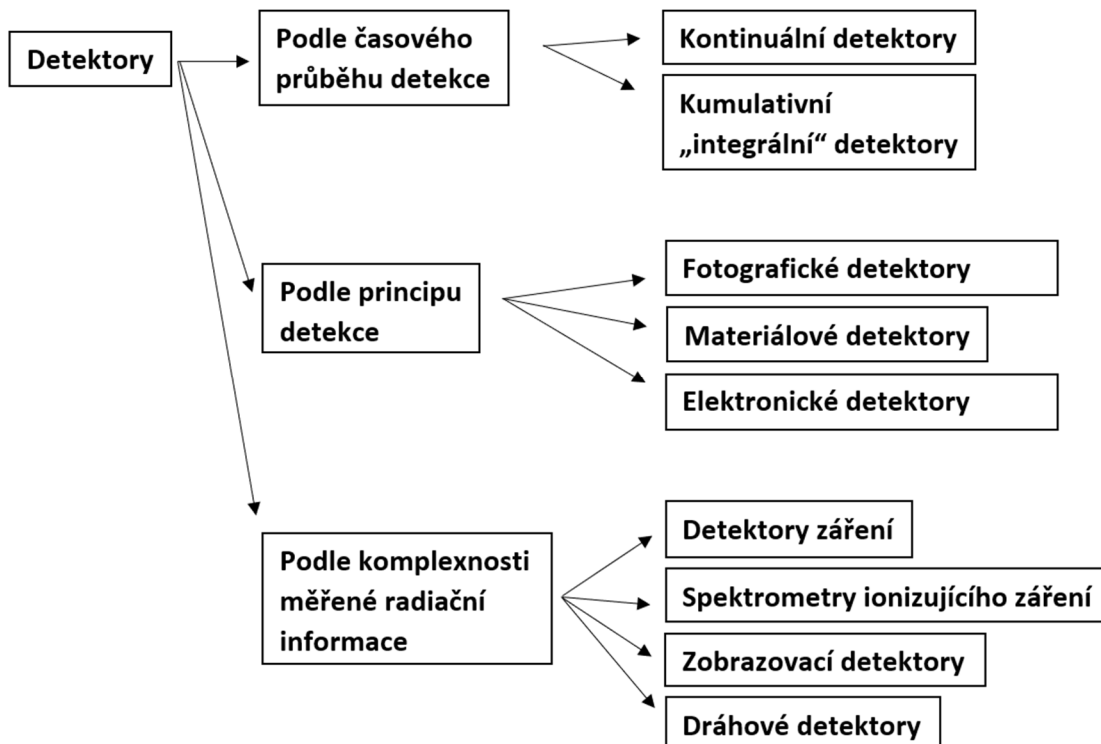 Detektory
Podle časového
průběhu detekce
Kontinuální detektory
Kumulativní
„integrální“ detektory
Podle principu
detekce
Fotografické detektory
Materiálové detektory
Elektronické detektory
Podle komplexnosti
měřené radiační
informace
Detektory záření
Spektrometry ionizujícího záření
Zobrazovací detektory
Dráhové detektory